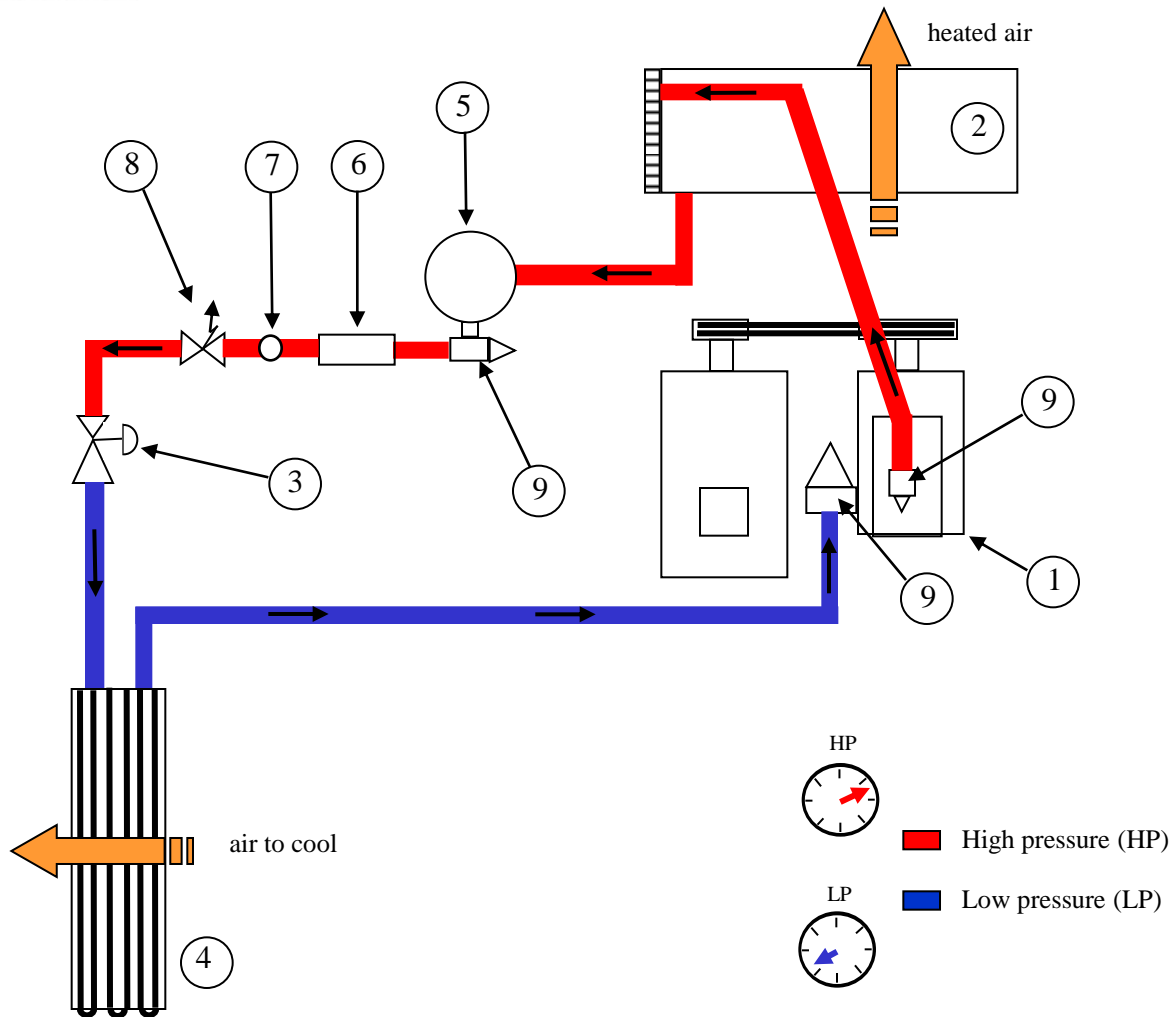 heated air
5
2
8
7
6
9
3
9
9
1
HP
air to cool
High pressure (HP)
LP
Low pressure (LP)
4